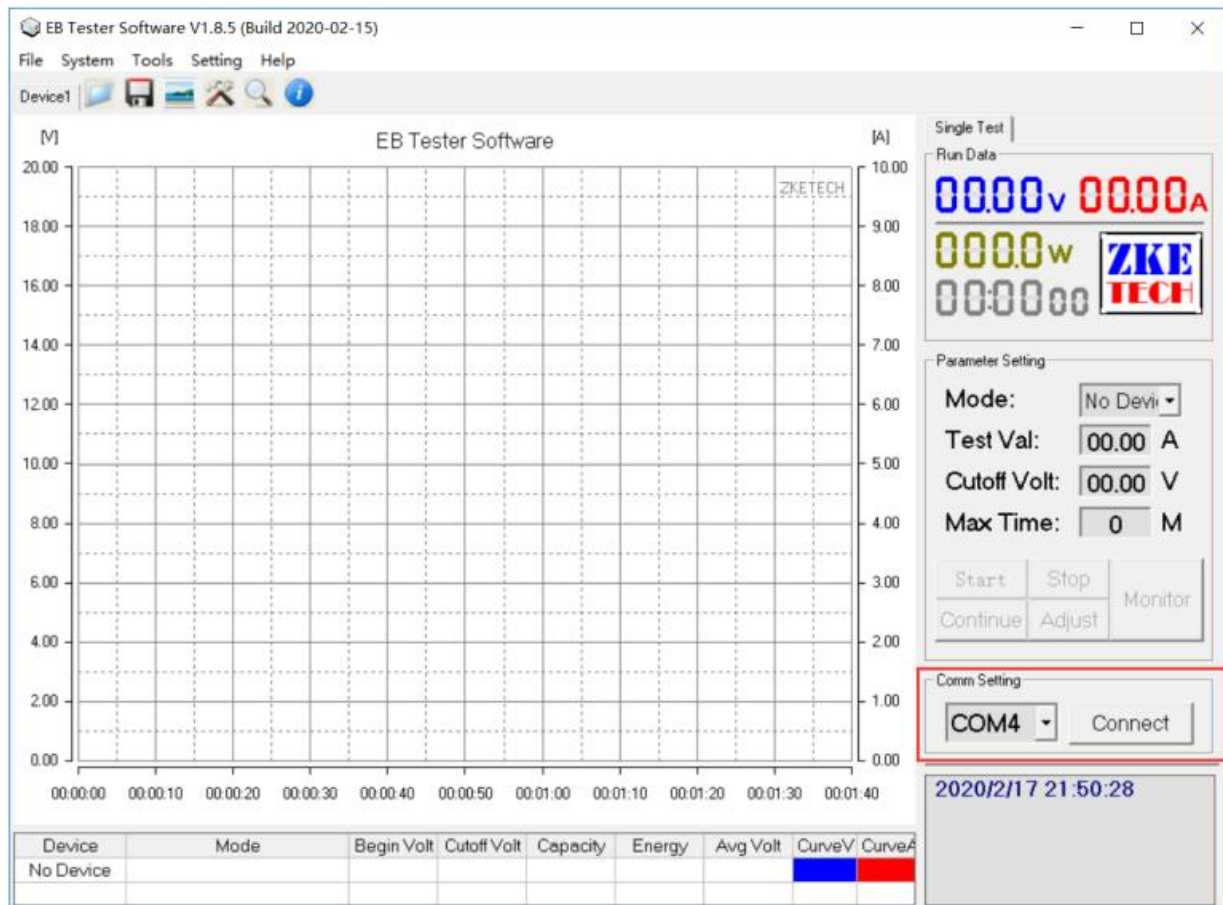 EB Tester Software V1.8.5 (Build 2020-02-15)
File System Tools Setting Help
Device1
[V] EB Tester Software [A]
ZKETECH
20.00
18.00
16.00
14.00
12.00
10.00
8.00
6.00
4.00
2.00
0.00
10.00
9.00
8.00
7.00
6.00
5.00
4.00
3.00
2.00
1.00
0.00
00:00:00 00:00:10 00:00:20 00:00:30 00:00:40 00:00:50 00:01:00 00:01:10 00:01:20 00:01:30 00:01:40
Single Test
Run Data
00.00 V 00.00 A
000.0 W
00:00 00
ZKE
TECH
Parameter Setting
Mode: No Devi
Test Val: 00.00 A
Cutoff Volt: 00.00 V
Max Time: 0 M
Start Stop Monitor
Continue Adjust
Comm Setting
COM4 Connect
2020/2/17 21:50:28
Device Mode Begin Volt Cutoff Volt Capacity Energy Avg Volt CurveV CurveA
No Device